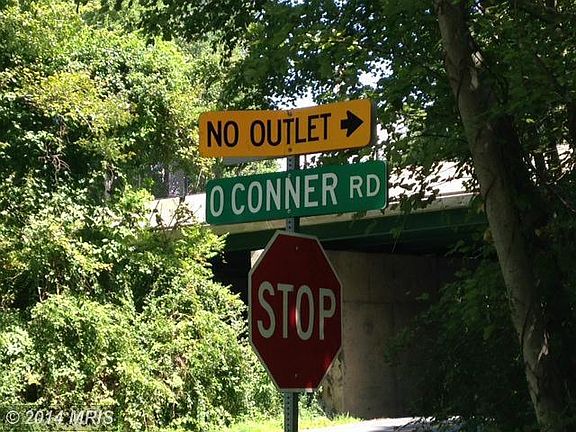 NO OUTLET
O CONNER RD
STOP
© 2014 MRIS